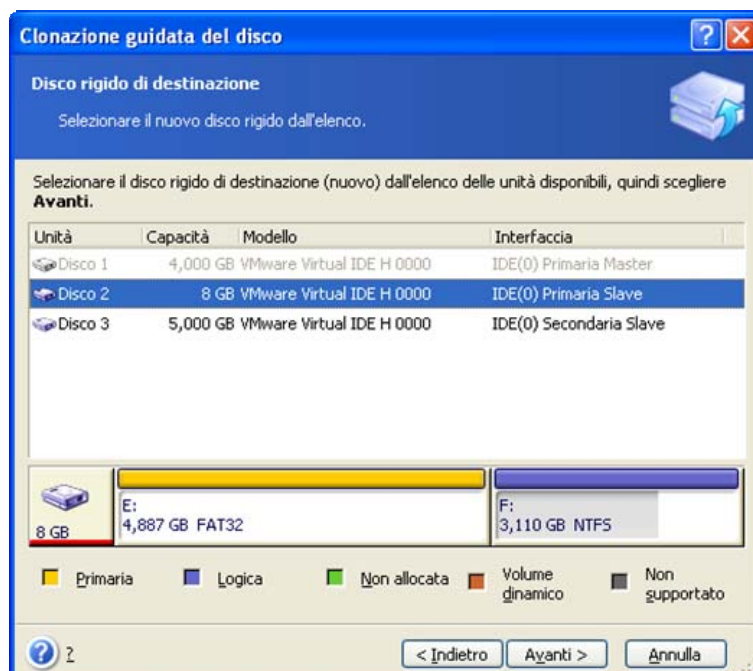 Clonazione guidata del disco
Disco rigido di destinazione
Selezionare il nuovo disco rigido dall'elenco.
Selezionare il disco rigido di destinazione (nuovo) dall'elenco delle unità disponibili, quindi scegliere
Avanti.
Unità Capacità Modello Interfaccia
Disco 1 4,000 GB VMware Virtual IDE H 0000 IDE(0) Primaria Master
Disco 2 8 GB VMware Virtual IDE H 0000 IDE(0) Primaria Slave
Disco 3 5,000 GB VMware Virtual IDE H 0000 IDE(0) Secondaria Slave
8 GB
E:
4,887 GB FAT32
F:
3,110 GB NTFS
Primaria
Logica
Non allocata
Volume
dinamico
Non
supportato
?
< Indietro
Avanti >
Annulla